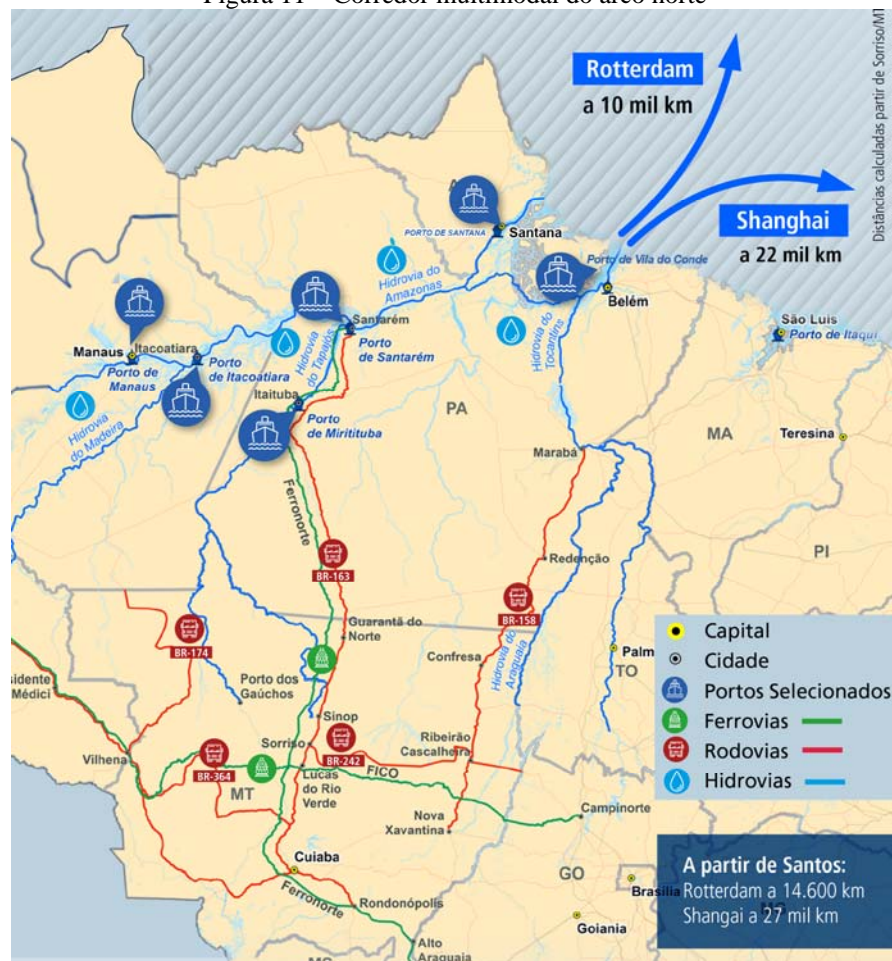 Figura 11 – Corredor multimodal do arco norte
Rotterdam
a 10 mil km
Shanghai
a 22 mil km
Distâncias calculadas partir de Sorriso/MT
PORTO DE SANTANA
Santana
Porto de Vila do Conde
Belém
São Luis
Porto de Itaqui
Hidrovia do
Amazonas
Hidrovia do
Tocantins
Santarém
Porto
de Santarém
Hidrovia
do Tapajós
Manaus
Porto de
Manaus
Itacoatiara
Porto
de Itacoatiara
Hidrovia
do Madeira
Itaituba
Porto
de Miritituba
PA
Marabá
MA
Teresina
PI
Ferronorte
BR-163
Redenção
BR-158
Guarantã do
Norte
Confresa
Hidrovia do
Araguaia
BR-174
Porto dos
Gaúchos
Sinop
Palm
TO
sidente
Médici
Vilhena
Sorriso
BR-242
Ribeirão
Cascalheira
BR-364
MT
Lucas
do Rio
Verde
FICO
Nova
Xavantina
Campinorte
Cuiaba
Ferronorte
Rondonópolis
Alto
Araguaia
GO
Brasília
Goiania
MS
MG
Capital
Cidade
Portos Selecionados
Ferrovias
Rodovias
Hidrovias
A partir de Santos:
Rotterdam a 14.600 km
Shangai a 27 mil km